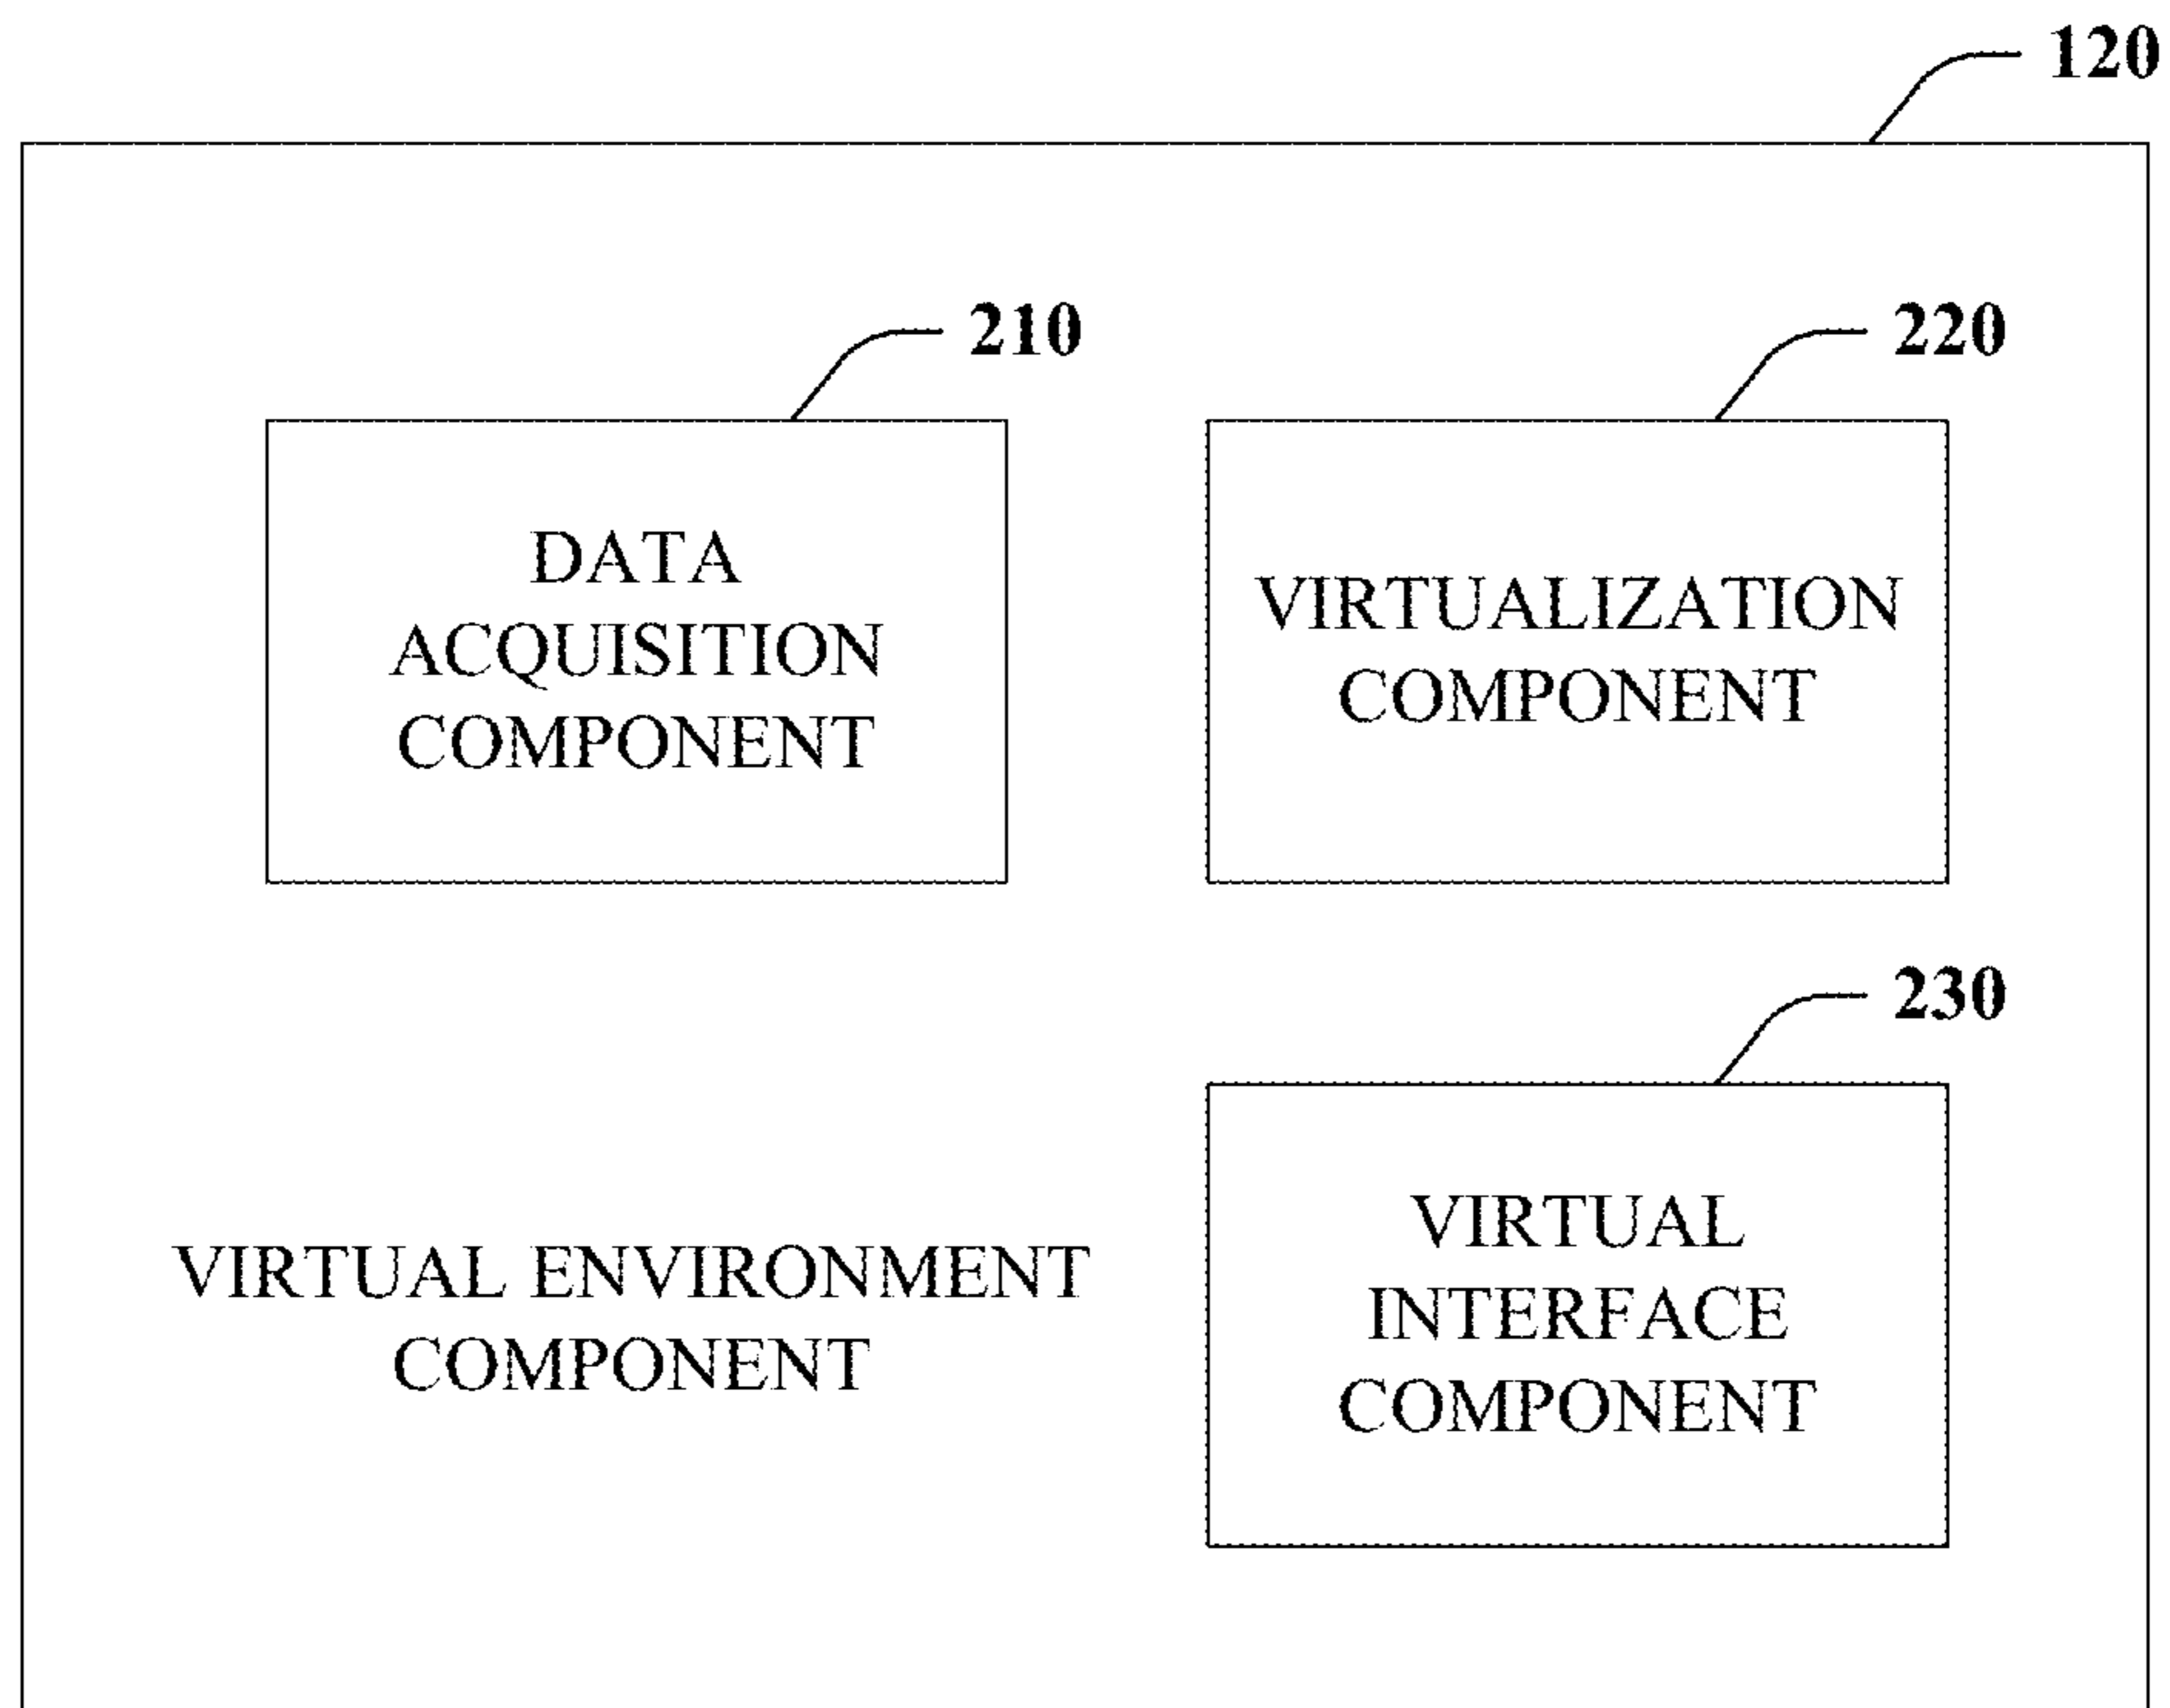 120
210
220
DATA
ACQUISITION
COMPONENT
VIRTUALIZATION
COMPONENT
230
VIRTUAL ENVIRONMENT
COMPONENT
VIRTUAL
INTERFACE
COMPONENT